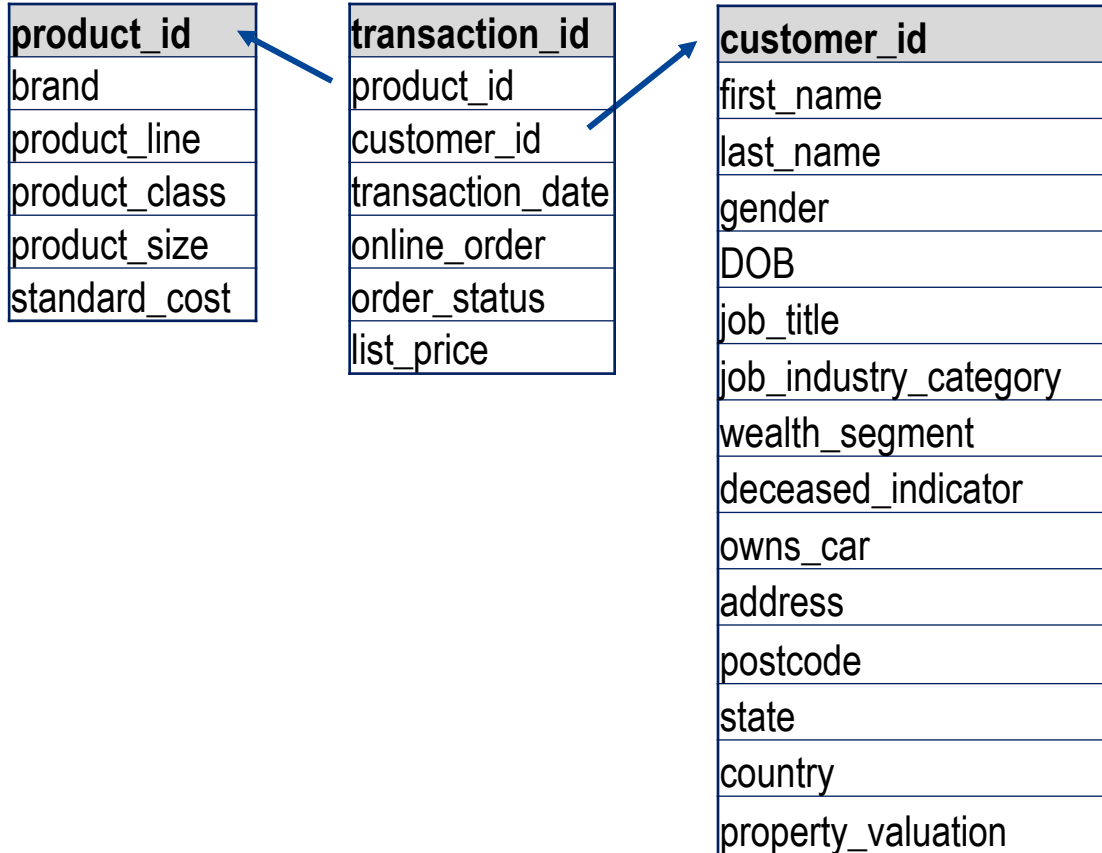 product_id
brand
product_line
product_class
product_size
standard_cost
transaction_id
product_id
customer_id
transaction_date
online_order
order_status
list_price
customer_id
first_name
last_name
gender
DOB
job_title
job_industry_category
wealth_segment
deceased_indicator
owns_car
address
postcode
state
country
property_valuation